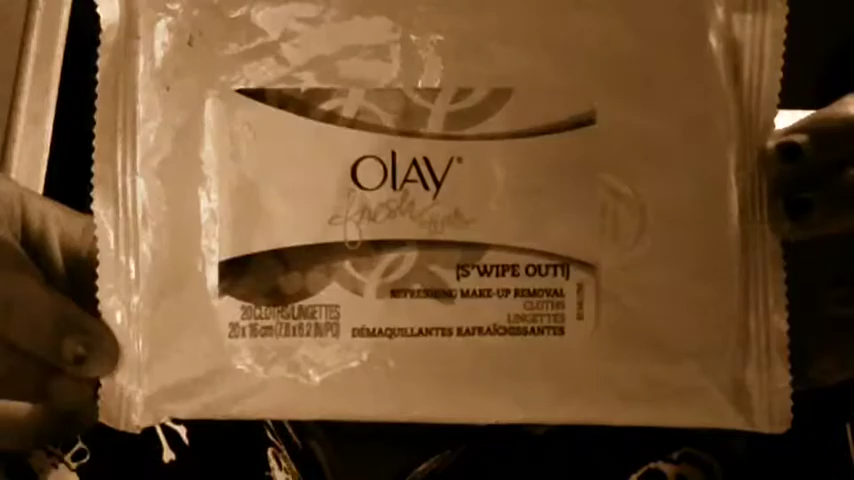 OLAY®
fresh
{S'WIPE OUT!}
REFRESHING MAKE-UP REMOVAL
CLOTHS
LINGETTES
DÉMAQUILLANTES RAFRAÎCHISSANTES
20 CLOTHS/LINGETTES
20 x 16 cm (7.8 x 6.2 IN/PO)